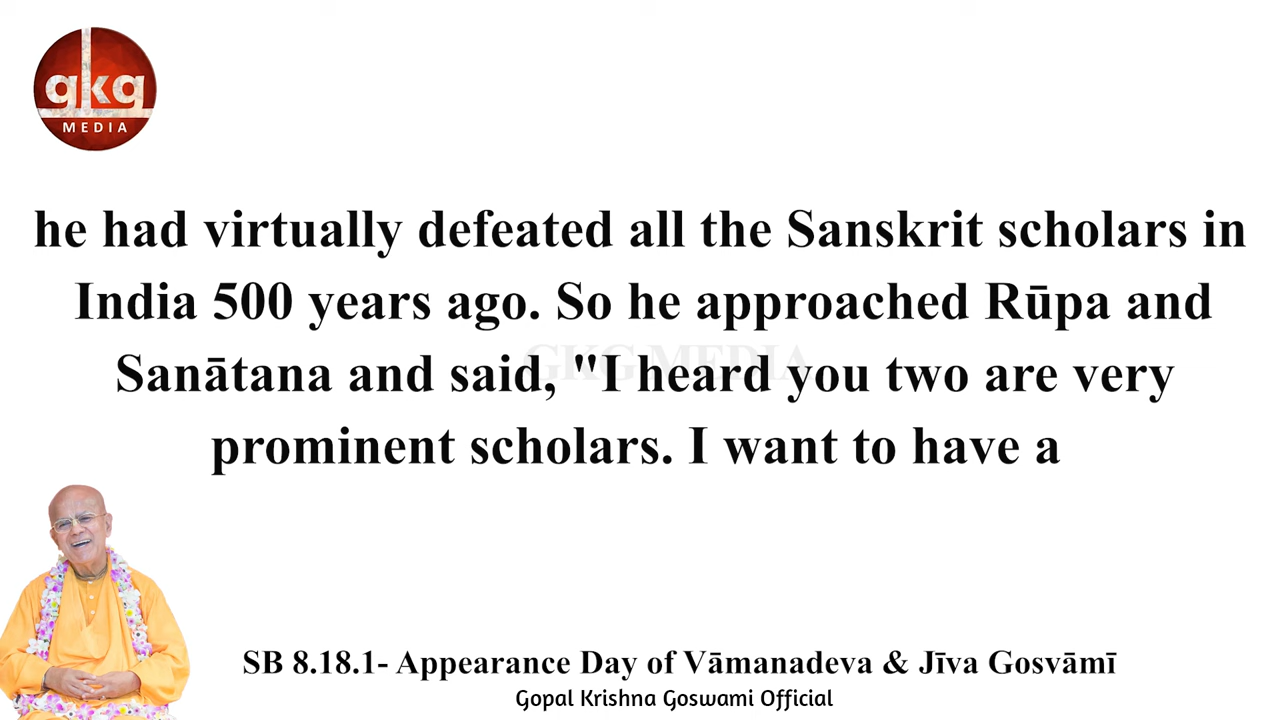 gkg
MEDIA
he had virtually defeated all the Sanskrit scholars in
India 500 years ago. So he approached Rūpa and
GKG MEDIA
Sanātana and said, "I heard you two are very
prominent scholars. I want to have a
SB 8.18.1- Appearance Day of Vāmanadeva & Jīva Gosvāmī
Gopal Krishna Goswami Official